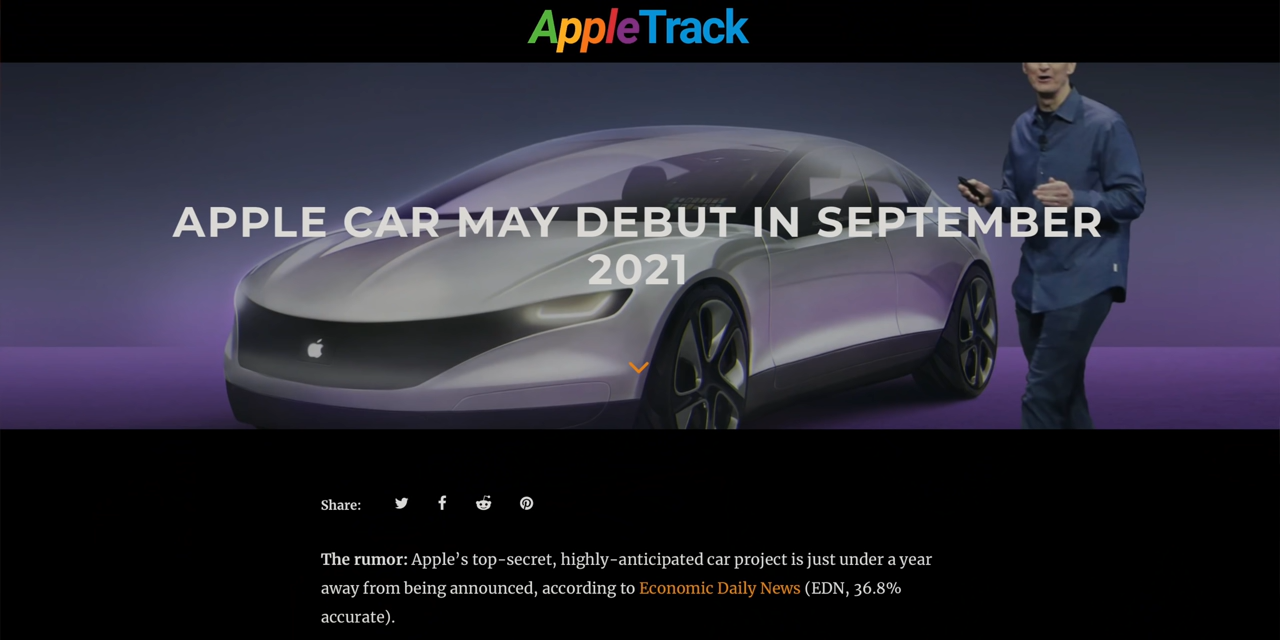 AppleTrack
APPLE CAR MAY DEBUT IN SEPTEMBER
2021
Share:
The rumor: Apple’s top-secret, highly-anticipated car project is just under a year
away from being announced, according to Economic Daily News (EDN, 36.8%
accurate).